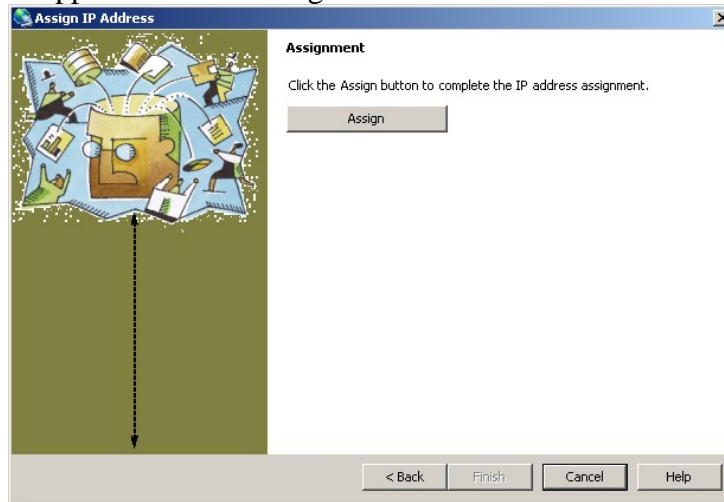 Assign IP Address
Assignment
Click the Assign button to complete the IP address assignment.
Assign
< Back Finish Cancel Help